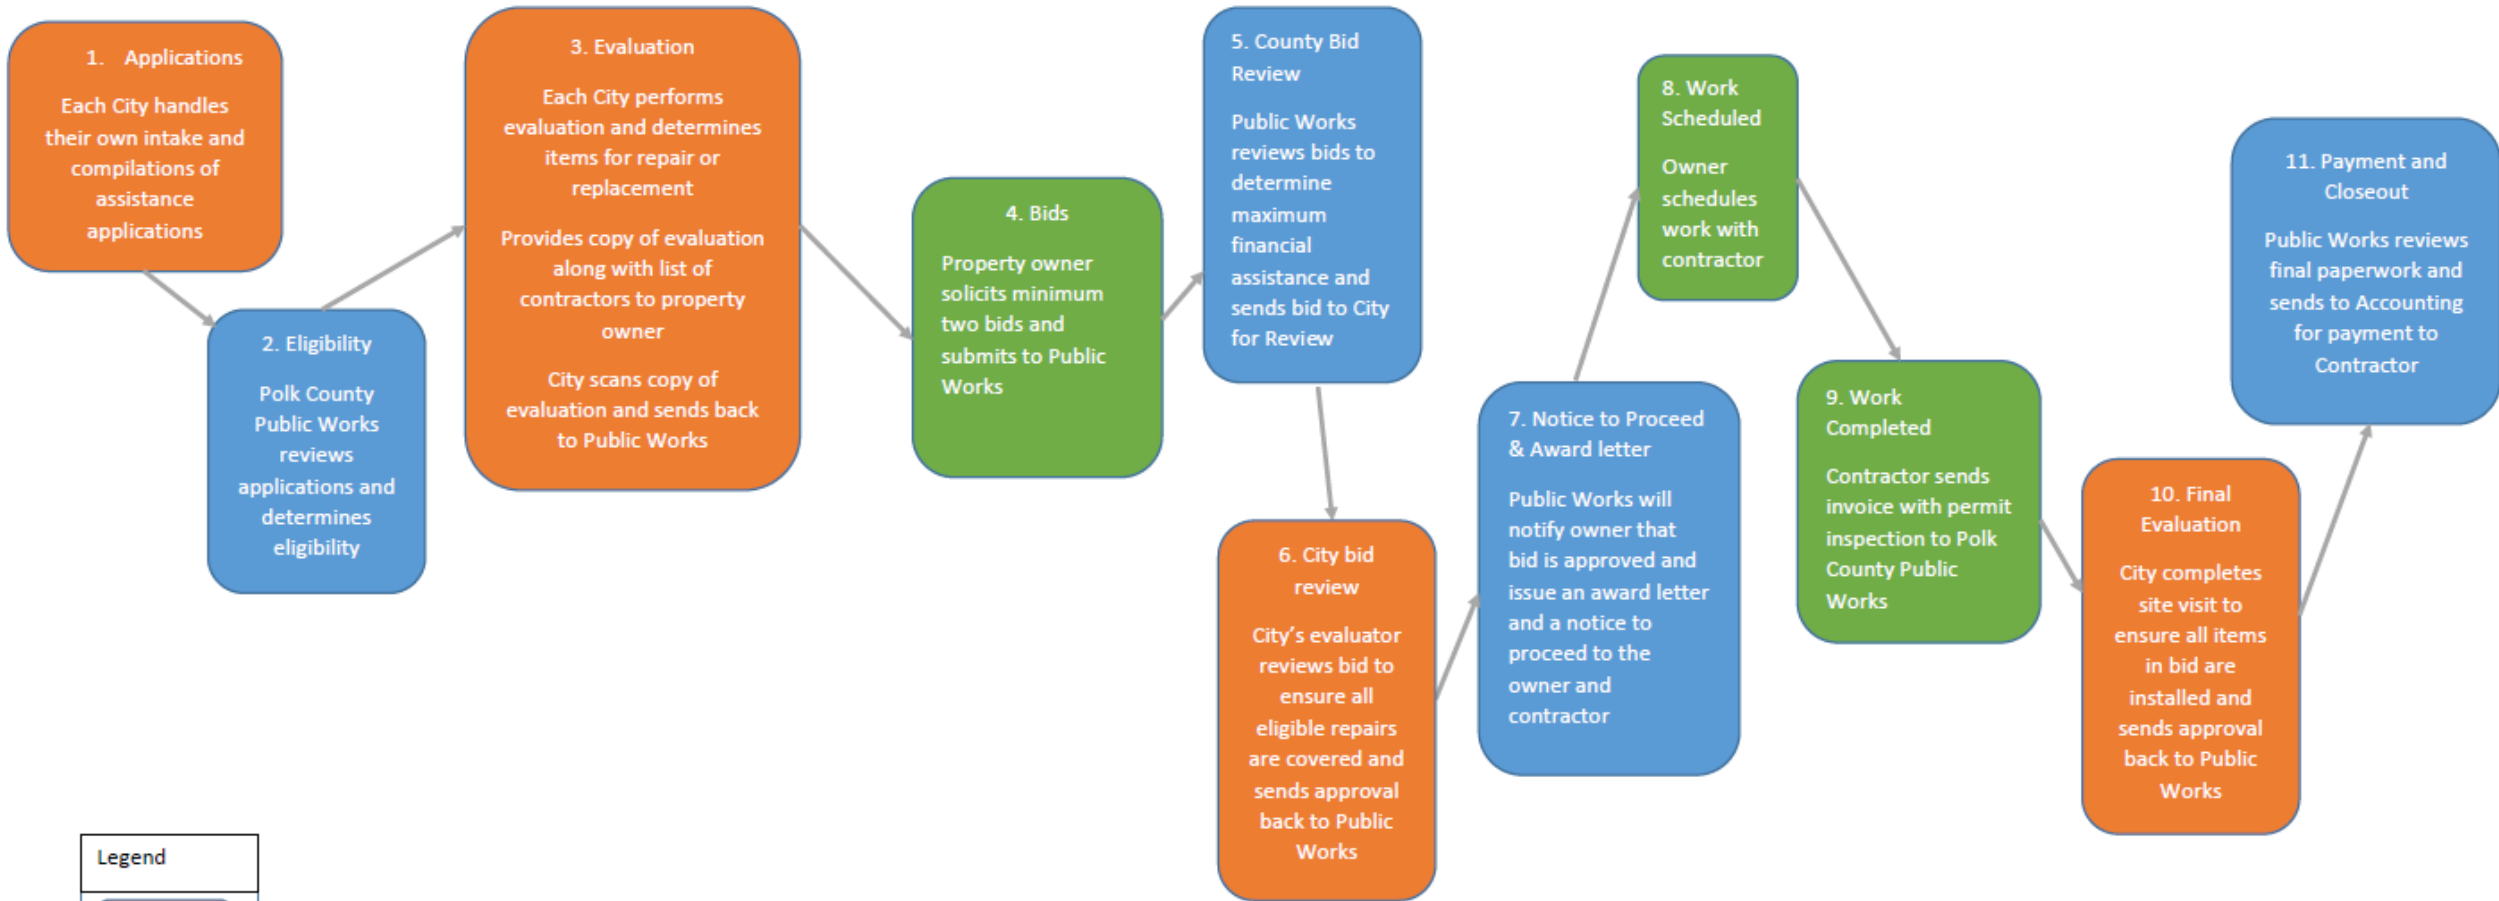 1. Applications
Each City handles
their own intake and
compilations of
assistance
applications
2. Eligibility
Polk County
Public Works
reviews
applications and
determines
eligibility
3. Evaluation
Each City performs
evaluation and determines
items for repair or
replacement
Provides copy of evaluation
along with list of
contractors to property
owner
City scans copy of
evaluation and sends back
to Public Works
4. Bids
Property owner
solicits minimum
two bids and
submits to Public
Works
5. County Bid
Review
Public Works
reviews bids to
determine
maximum
financial
assistance and
sends bid to City
for Review
6. City bid
review
City's evaluator
reviews bid to
ensure all
eligible repairs
are covered and
sends approval
back to Public
Works
7. Notice to Proceed
& Award letter
Public Works will
notify owner that
bid is approved and
issue an award letter
and a notice to
proceed to the
owner and
contractor
8. Work
Scheduled
Owner
schedules
work with
contractor
9. Work
Completed
Contractor sends
invoice with permit
inspection to Polk
County Public
Works
10. Final
Evaluation
City completes
site visit to
ensure all items
in bid are
installed and
sends approval
back to Public
Works
11. Payment and
Closeout
Public Works reviews
final paperwork and
sends to Accounting
for payment to
Contractor
Legend